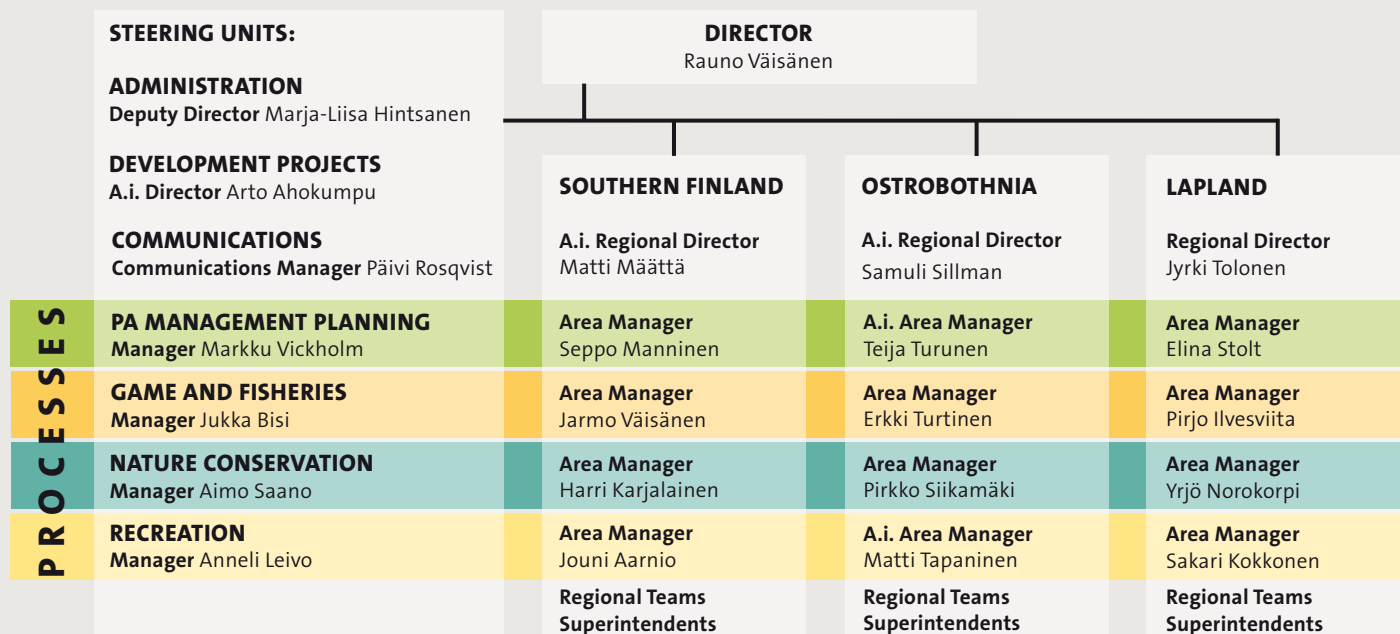 STEERING UNITS:
ADMINISTRATION
Deputy Director Marja-Liisa Hintsanen
DEVELOPMENT PROJECTS
A.i. Director Arto Ahokumpu
COMMUNICATIONS
Communications Manager Päivi Rosqvist
DIRECTOR
Rauno Väisänen
SOUTHERN FINLAND
A.i. Regional Director
Matti Määttä
OSTROBOTHNIA
A.i. Regional Director
Samuli Sillman
LAPLAND
Regional Director
Jyrki Tolonen
PROCESSES
PA MANAGEMENT PLANNING
Manager Markku Vickholm
Area Manager
Seppo Manninen
A.i. Area Manager
Teija Turunen
Area Manager
Elina Stolt
GAME AND FISHERIES
Manager Jukka Bisi
Area Manager
Jarmo Väisänen
Area Manager
Erkki Turtinen
Area Manager
Pirjo Ilvesviita
NATURE CONSERVATION
Manager Aimo Saano
Area Manager
Harri Karjalainen
Area Manager
Pirkko Siikamäki
Area Manager
Yrjö Norokorpi
RECREATION
Manager Anneli Leivo
Area Manager
Jouni Aarnio
A.i. Area Manager
Matti Tapaninen
Area Manager
Sakari Kokkonen
Regional Teams
Superintendents
Regional Teams
Superintendents
Regional Teams
Superintendents